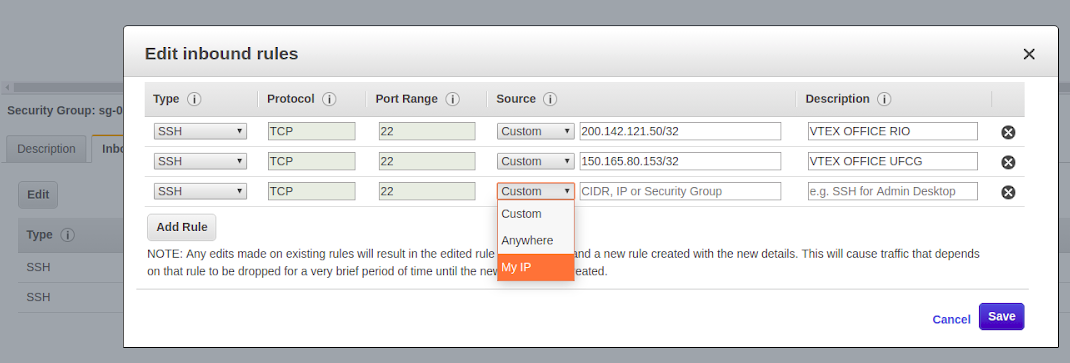 Edit inbound rules
Type Protocol Port Range Source Description
SSH TCP 22 Custom 200.142.121.50/32 VTEX OFFICE RIO
SSH TCP 22 Custom 150.165.80.153/32 VTEX OFFICE UFCG
SSH TCP 22 Custom CIDR, IP or Security Group e.g. SSH for Admin Desktop
Custom
Anywhere
My IP
Add Rule
NOTE: Any edits made on existing rules will result in the edited rule and a new rule created with the new details. This will cause traffic that depends
on that rule to be dropped for a very brief period of time until the new eated.
Cancel Save
Security Group: sg-0
Description Inbo
Edit
Type
SSH
SSH